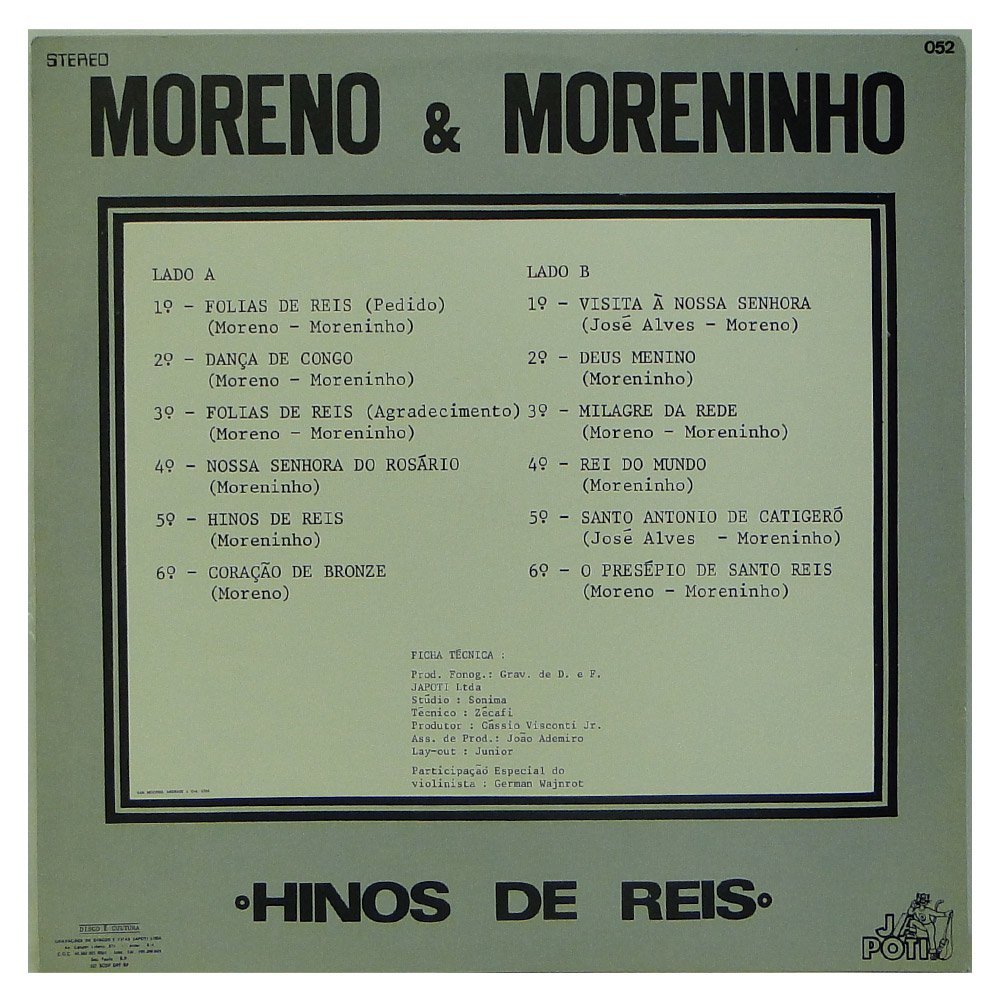 STEREO
052
MORENO & MORENINHO
LADO A
1º - FOLIAS DE REIS (Pedido)
(Moreno - Moreninho)
2º - DANÇA DE CONGO
(Moreno - Moreninho)
3º - FOLIAS DE REIS (Agradecimento)
(Moreno - Moreninho)
4º - NOSSA SENHORA DO ROSÁRIO
(Moreninho)
5º - HINOS DE REIS
(Moreninho)
6º - CORAÇÃO DE BRONZE
(Moreno)
LADO B
1º - VISITA À NOSSA SENHORA
(José Alves - Moreno)
2º - DEUS MENINO
(Moreninho)
3º - MILAGRE DA REDE
(Moreno - Moreninho)
4º - REI DO MUNDO
(Moreninho)
5º - SANTO ANTONIO DE CATIGERÓ
(José Alves - Moreninho)
6º - O PRESÉPIO DE SANTO REIS
(Moreno - Moreninho)
FICHA TÉCNICA :
Prod. Fonog.: Grav. de D. e F.
JAPOTI Ltda
Stúdio : Sonima
Técnico : Zécafi
Produtor : Cássio Visconti Jr.
Ass. de Prod.: João Ademiro
Lay-out : Junior
Participação Especial do
violinista : German Wajnrot
•HINOS DE REIS•
DISCO É CULTURA
JA
POTI